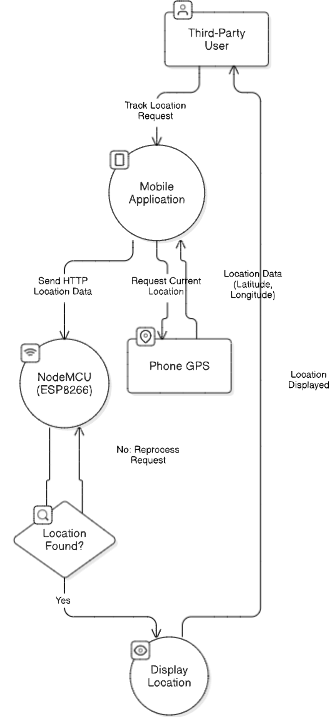 Third-Party
User
Track Location
Request
Mobile
Application
Send HTTP
Location Data
Request Current
Location
Location Data
(Latitude,
Longitude)
Phone GPS
NodeMCU
(ESP8266)
Location
Displayed
No: Reprocess
Request
Location
Found?
Yes
Display
Location